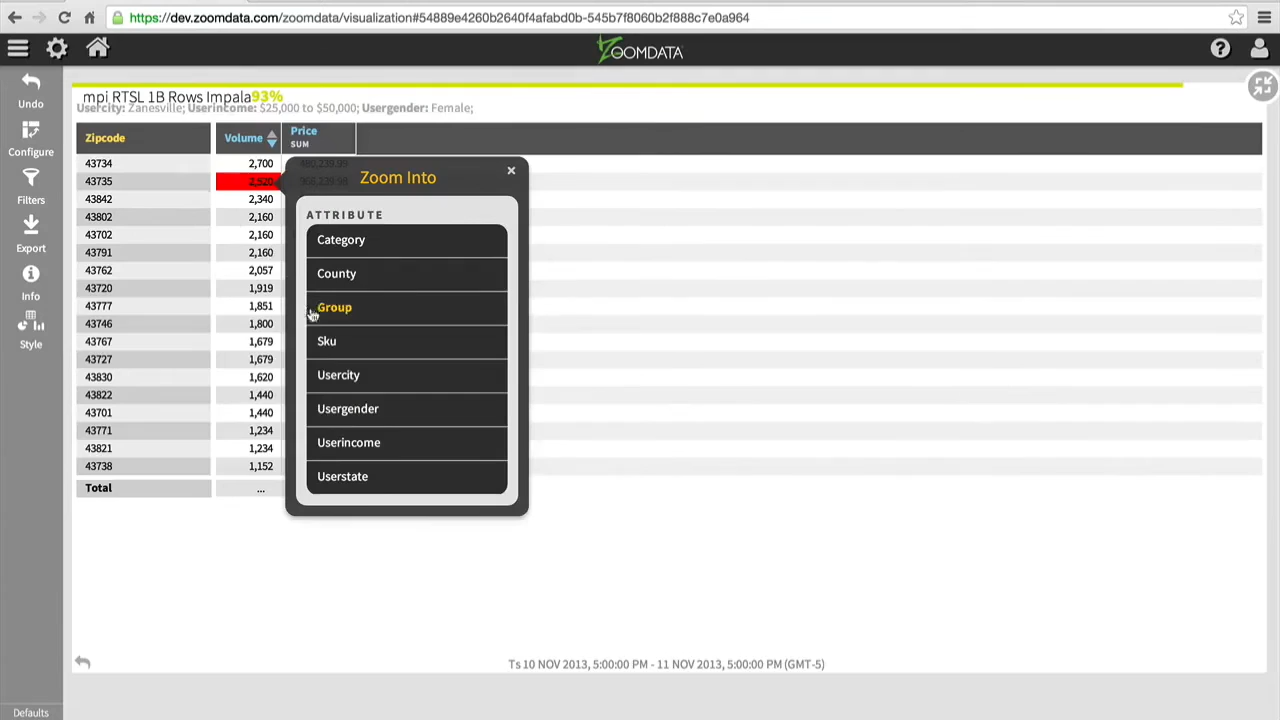 https://dev.zoomdata.com/zoomdata/visualization#54889e4260b2640f4afabd0b-545b7f8060b2f888c7e0a964
ZOOMDATA
Undo
Configure
Filters
Export
Info
Style
Defaults
mpi RTSL 1B Rows Impala93%
Usercity: Zanesville; Userincome: $25,000 to $50,000; Usergender: Female;
Zipcode Volume Price
SUM
43734 2,700 480,239.95
43735 2,520
43842 2,340
43802 2,160
43702 2,160
43791 2,160
43762 2,057
43720 1,919
43777 1,851
43746 1,800
43767 1,679
43727 1,679
43830 1,620
43822 1,440
43701 1,440
43771 1,234
43821 1,234
43738 1,152
Total ...
Zoom Into
×
ATTRIBUTE
Category
County
Group
Sku
Usercity
Usergender
Userincome
Userstate
Ts 10 NOV 2013, 5:00:00 PM - 11 NOV 2013, 5:00:00 PM (GMT-5)